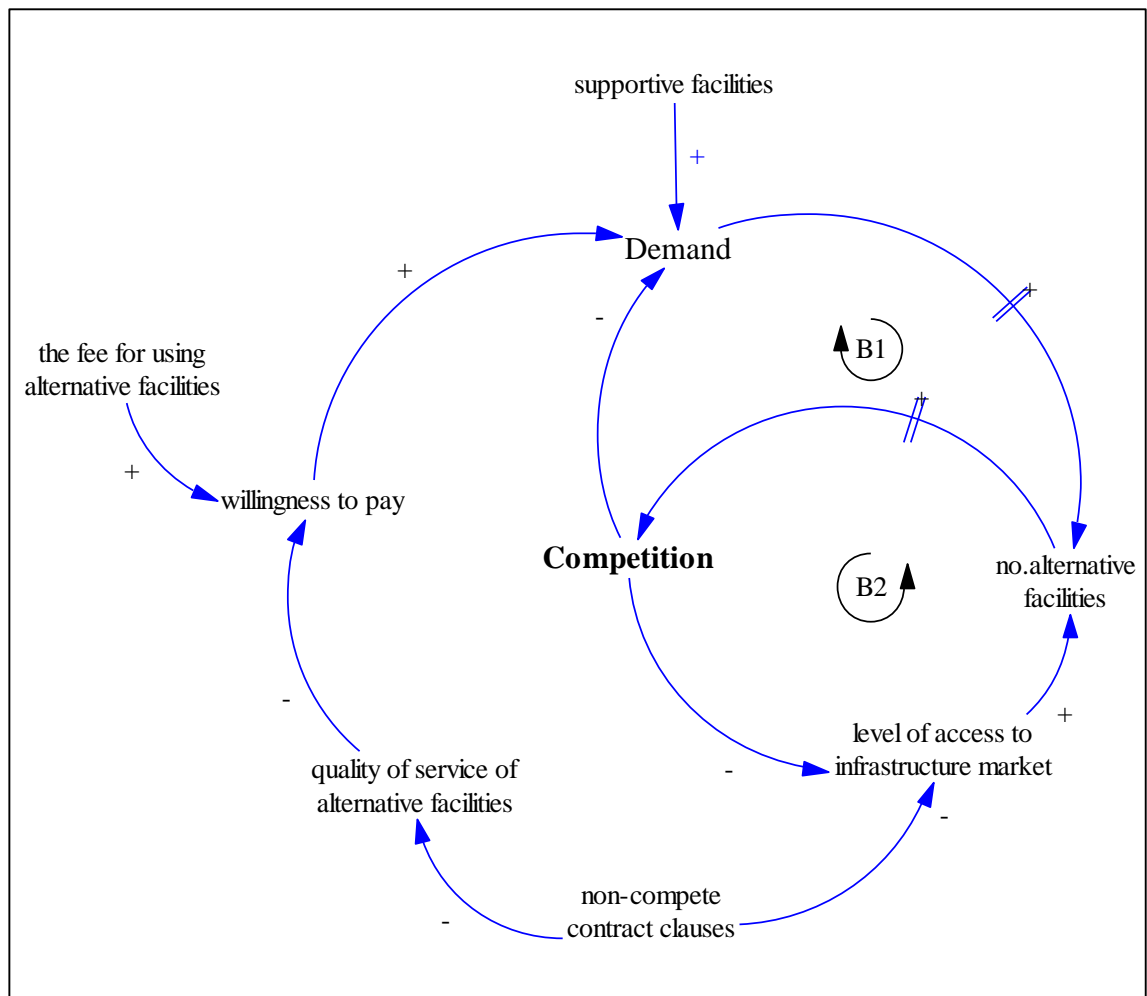 supportive facilities
+
Demand
+
-
+
B1
the fee for using
alternative facilities
+
+
willingness to pay
Competition
B2
no.alternative
facilities
-
+
level of access to
infrastructure market
-
quality of service of
alternative facilities
-
non-compete
contract clauses
-